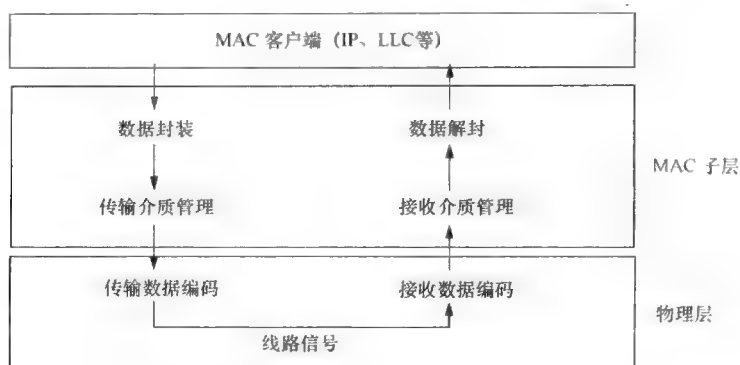 MAC 客户端（IP、LLC等）
数据封装
数据解封
MAC 子层
传输介质管理
接收介质管理
传输数据编码
接收数据编码
物理层
线路信号